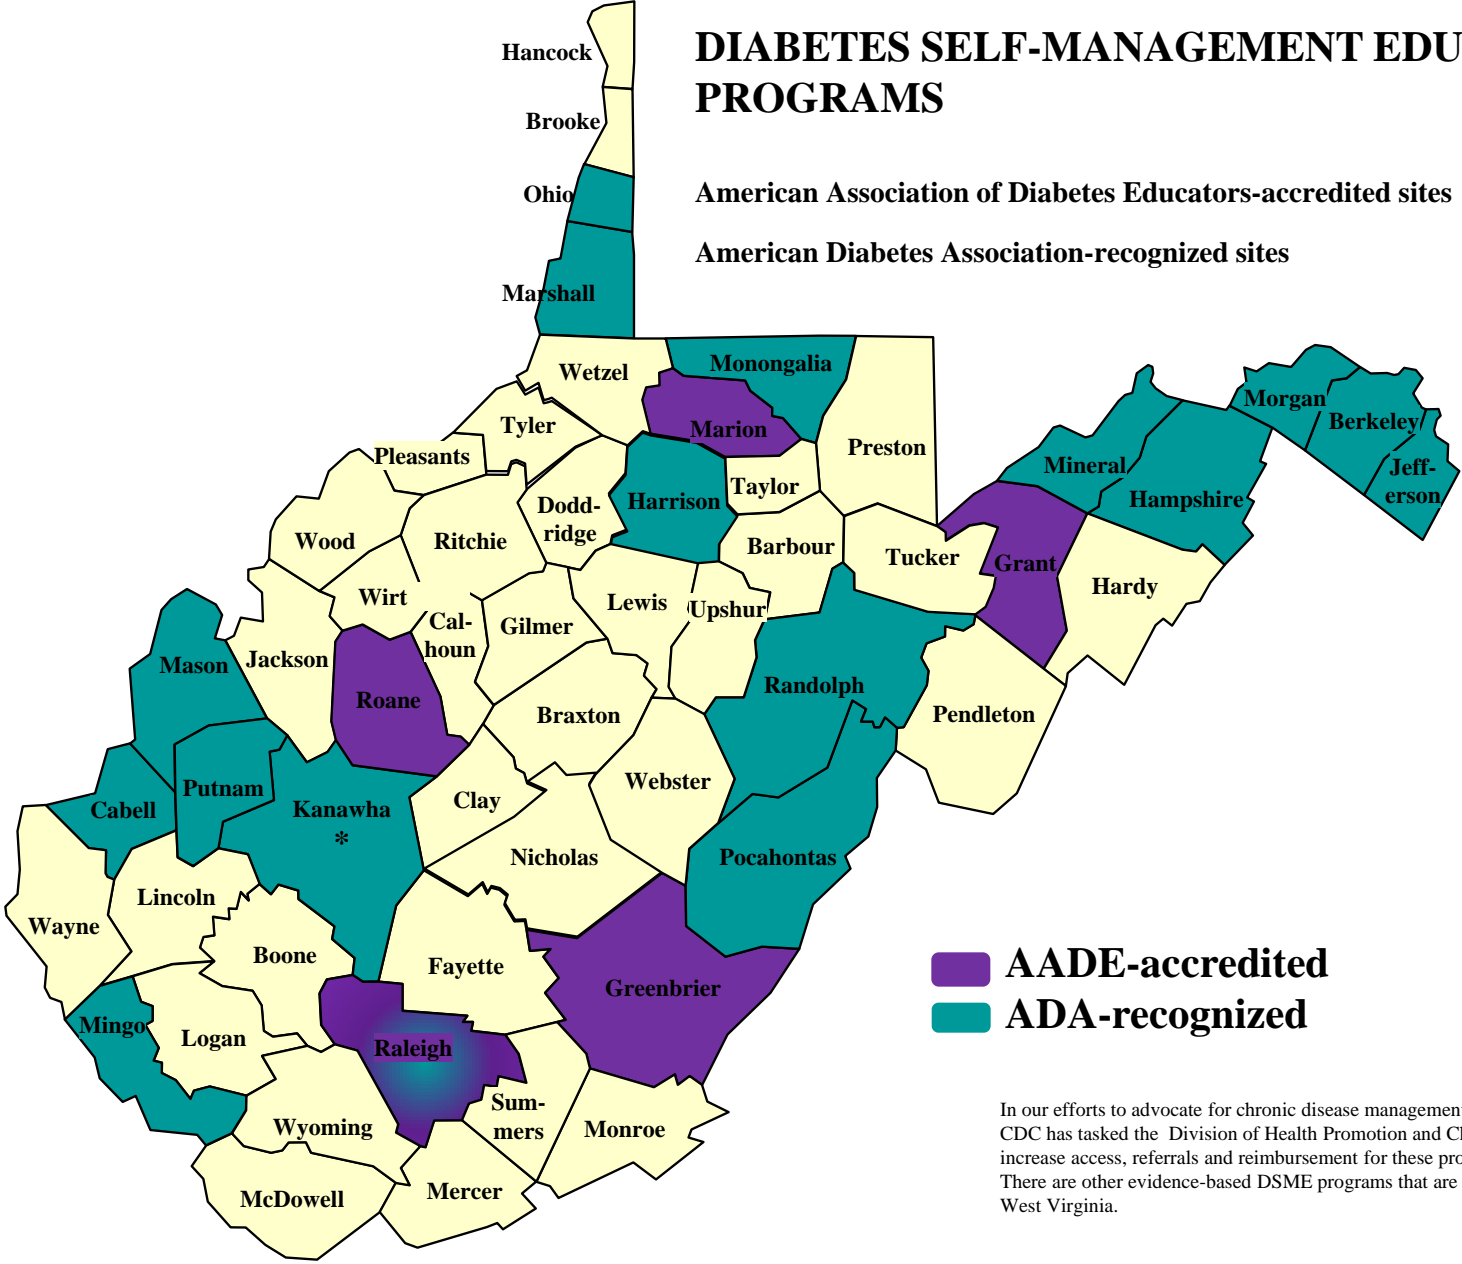 DIABETES SELF-MANAGEMENT EDU
PROGRAMS
American Association of Diabetes Educators-accredited sites
American Diabetes Association-recognized sites
Hancock
Brooke
Ohio
Marshall
Wetzel
Monongalia
Marion
Tyler
Preston
Pleasants
Morgan
Berkeley
Jeff-
erson
Mineral
Hampshire
Harrison
Taylor
Dodd-
ridge
Wood
Ritchie
Barbour
Tucker
Grant
Hardy
Wirt
Cal-
houn
Gilmer
Lewis
Upshur
Mason
Jackson
Roane
Braxton
Randolph
Pendleton
Cabell
Putnam
Kanawha
*
Clay
Webster
Nicholas
Pocahontas
Lincoln
Wayne
Boone
Fayette
Greenbrier
AADE-accredited
ADA-recognized
Mingo
Logan
Raleigh
Wyoming
Sum-
mers
Monroe
McDowell
Mercer
In our efforts to advocate for chronic disease management
CDC has tasked the Division of Health Promotion and
increase access, referrals and reimbursement for these
There are other evidence-based DSME programs that are
West Virginia.